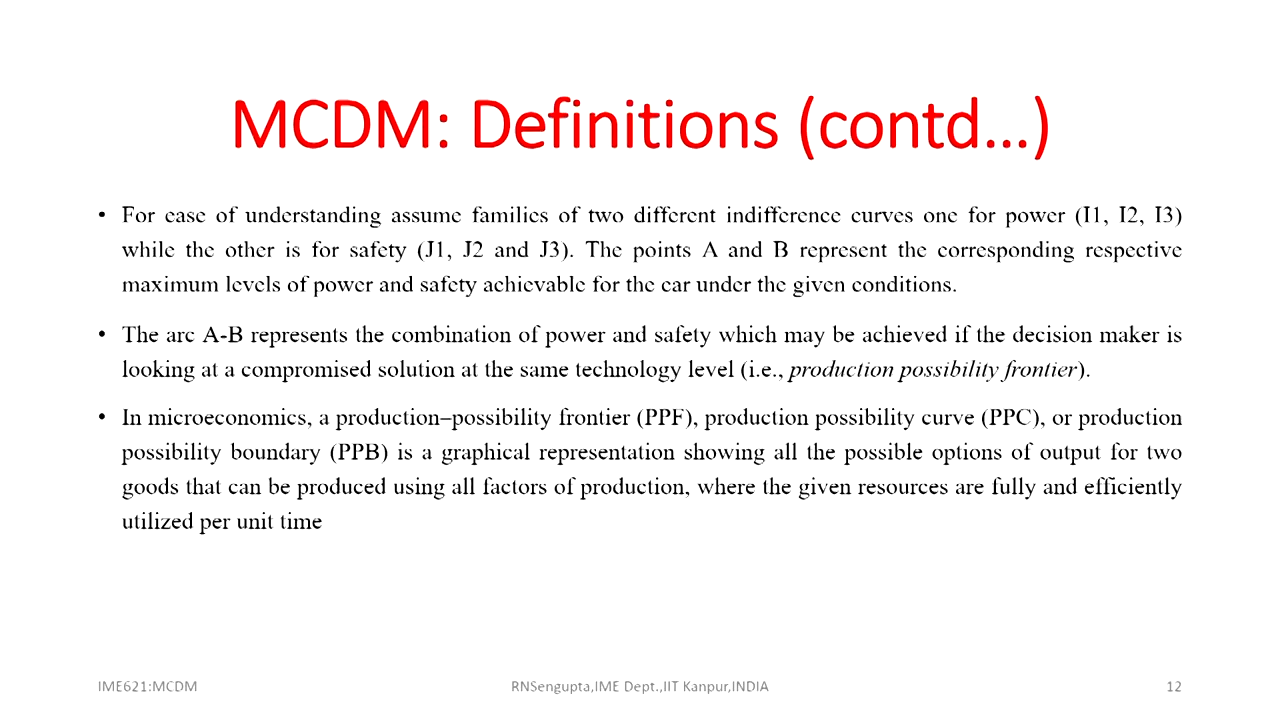 MCDM: Definitions (contd…)
• For ease of understanding assume families of two different indifference curves one for power (I1, I2, I3)
while the other is for safety (J1, J2 and J3). The points A and B represent the corresponding respective
maximum levels of power and safety achievable for the car under the given conditions.
• The arc A-B represents the combination of power and safety which may be achieved if the decision maker is
looking at a compromised solution at the same technology level (i.e., production possibility frontier).
• In microeconomics, a production–possibility frontier (PPF), production possibility curve (PPC), or production
possibility boundary (PPB) is a graphical representation showing all the possible options of output for two
goods that can be produced using all factors of production, where the given resources are fully and efficiently
utilized per unit time
IME621:MCDM RNSengupta,IME Dept.,IIT Kanpur,INDIA 12